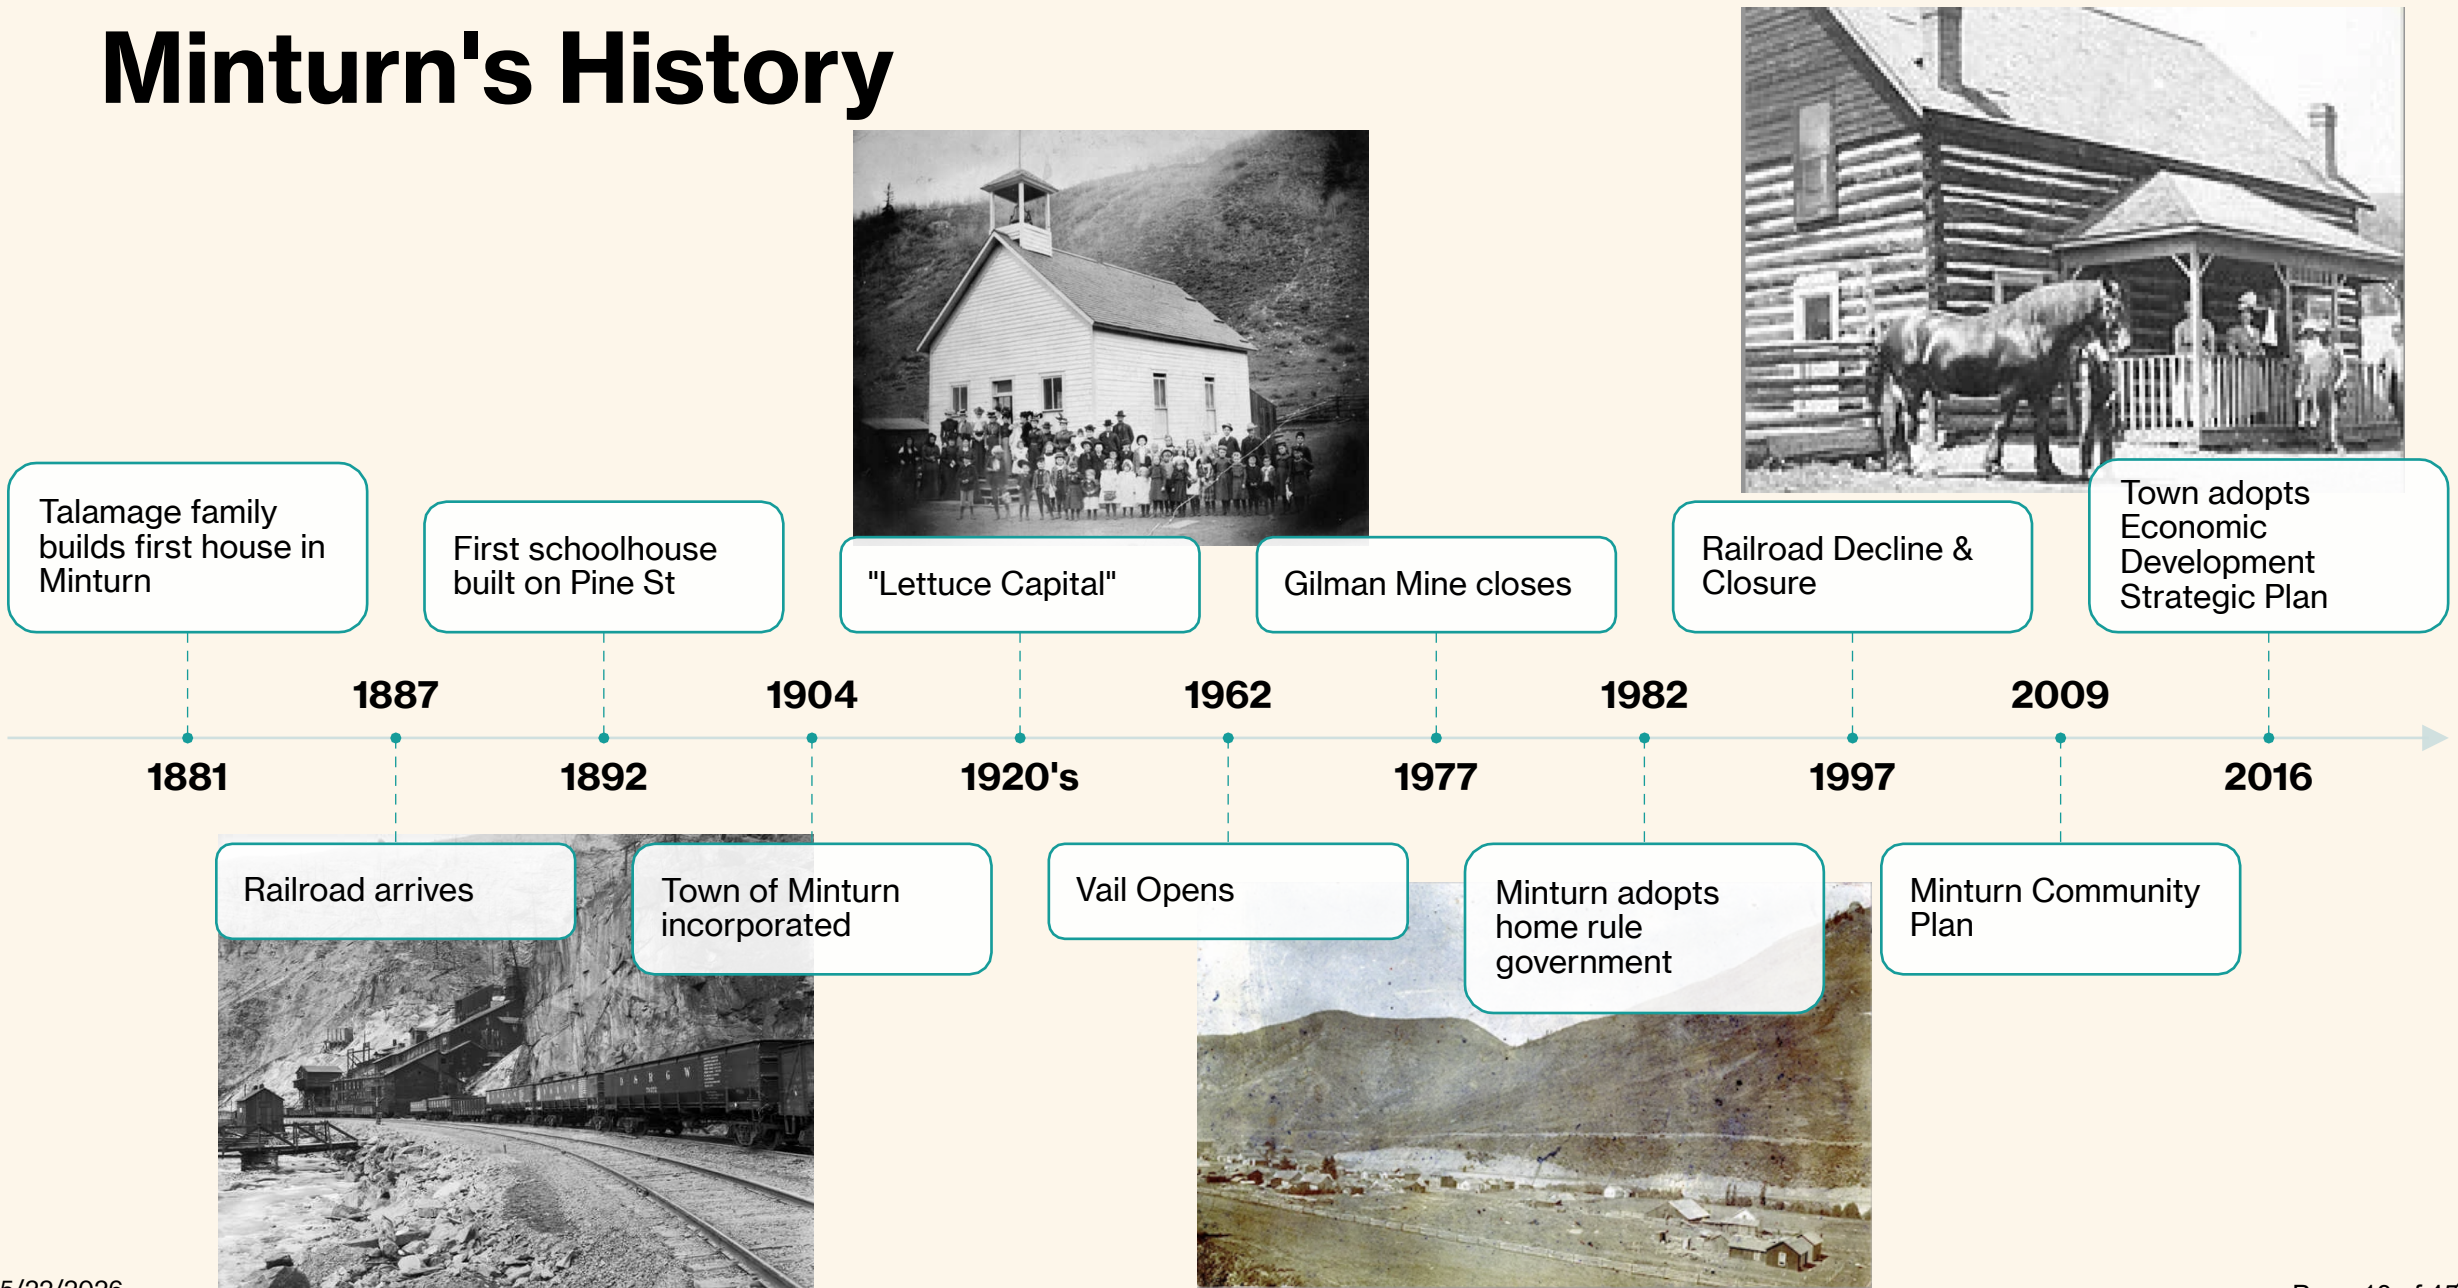 Minturn's History
Talamage family
builds first house in
Minturn
First schoolhouse
built on Pine St
"Lettuce Capital"
Gilman Mine closes
Railroad Decline &
Closure
Town adopts
Economic
Development
Strategic Plan
1887
1904
1962
1982
2009
1881
1892
1920's
1977
1997
2016
Railroad arrives
Town of Minturn
incorporated
Vail Opens
Minturn adopts
home rule
government
Minturn Community
Plan
D & R G W